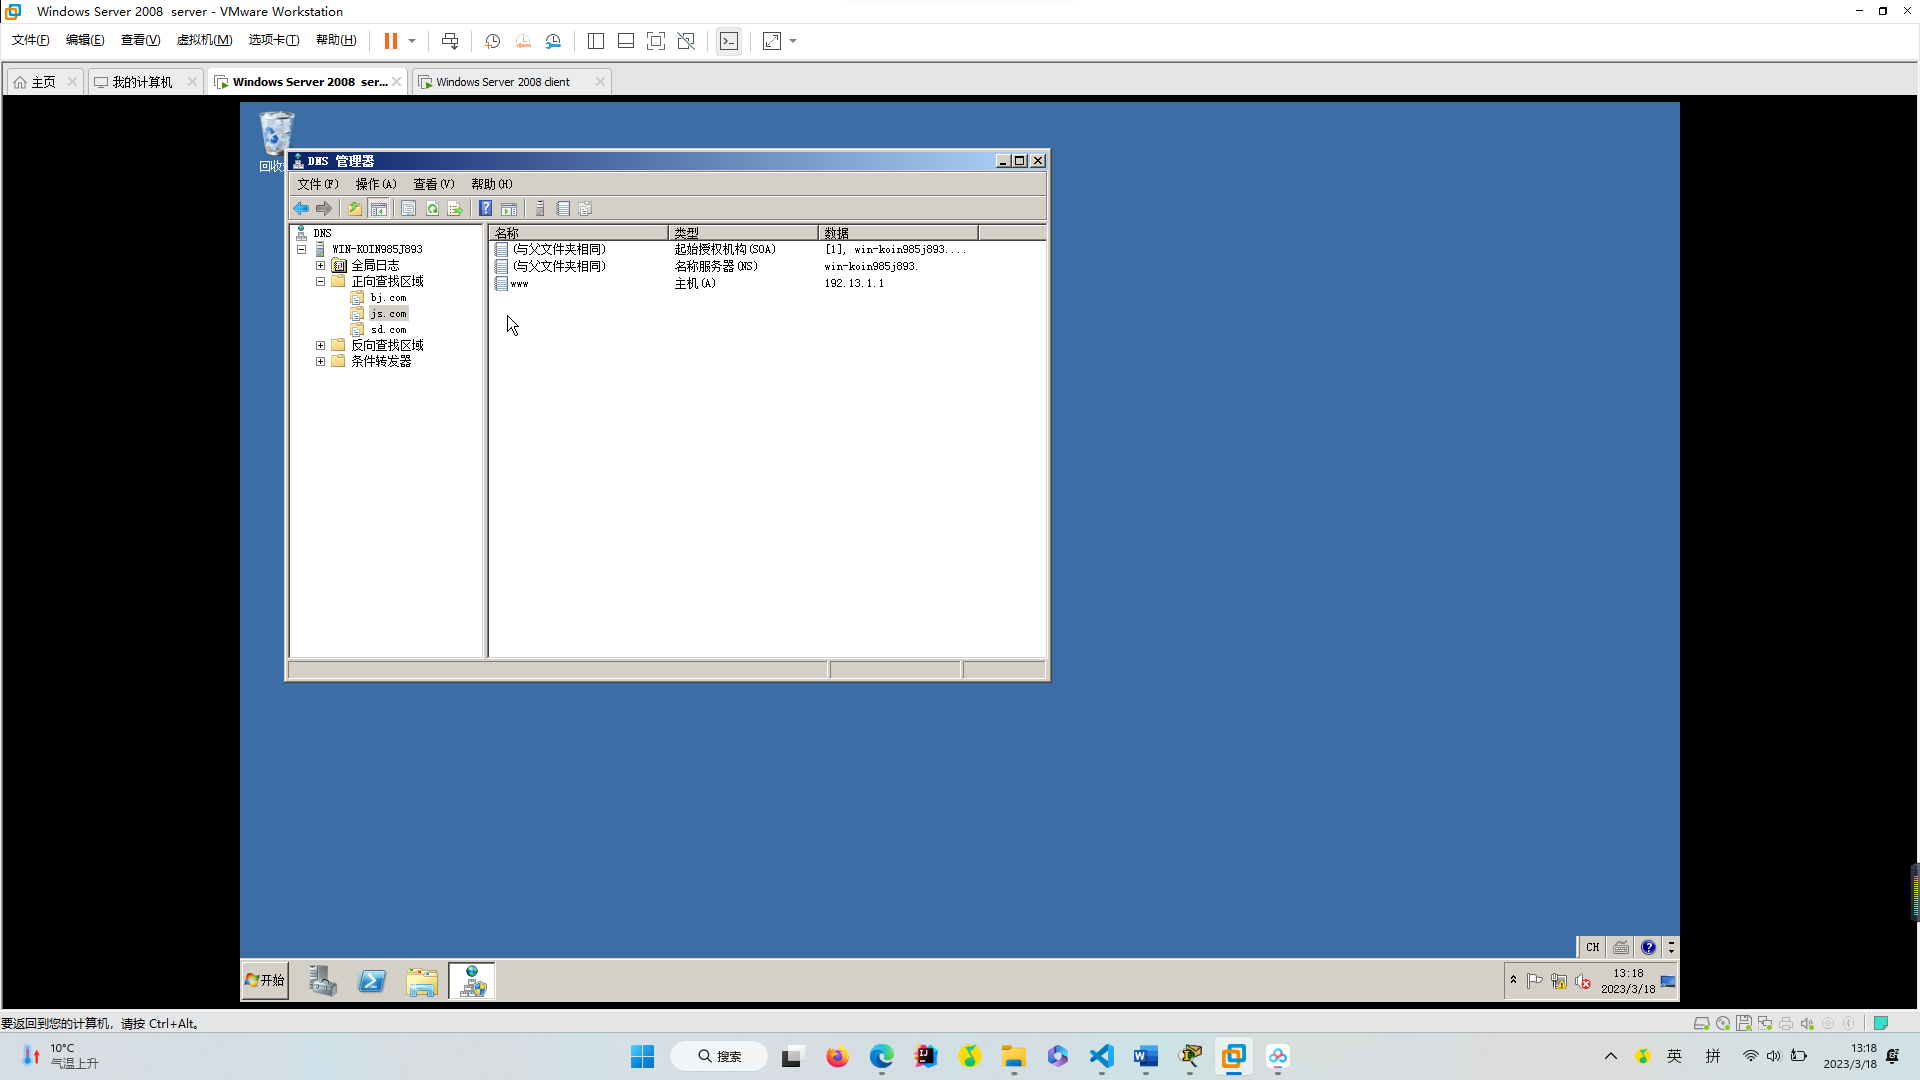 Windows Server 2008  server - VMware Workstation
文件(F) 编辑(E) 查看(V) 虚拟机(M) 选项卡(T) 帮助(H)
主页 我的计算机 Windows Server 2008  ser... Windows Server 2008 client
DNS 管理器
文件(F) 操作(A) 查看(V) 帮助(H)
DNS
WIN-KOIN985J893
全局日志
正向查找区域
bj.com
js.com
sd.com
反向查找区域
条件转发器
名称 类型 数据
(与父文件夹相同) 起始授权机构(SOA) [1], win-koin985j893....
(与父文件夹相同) 名称服务器(NS) win-koin985j893.
www 主机(A) 192.13.1.1
CH
开始
13:18
2023/3/18
要返回到您的计算机，请按 Ctrl+Alt。
10°C
气温上升
搜索
英 拼
13:18
2023/3/18